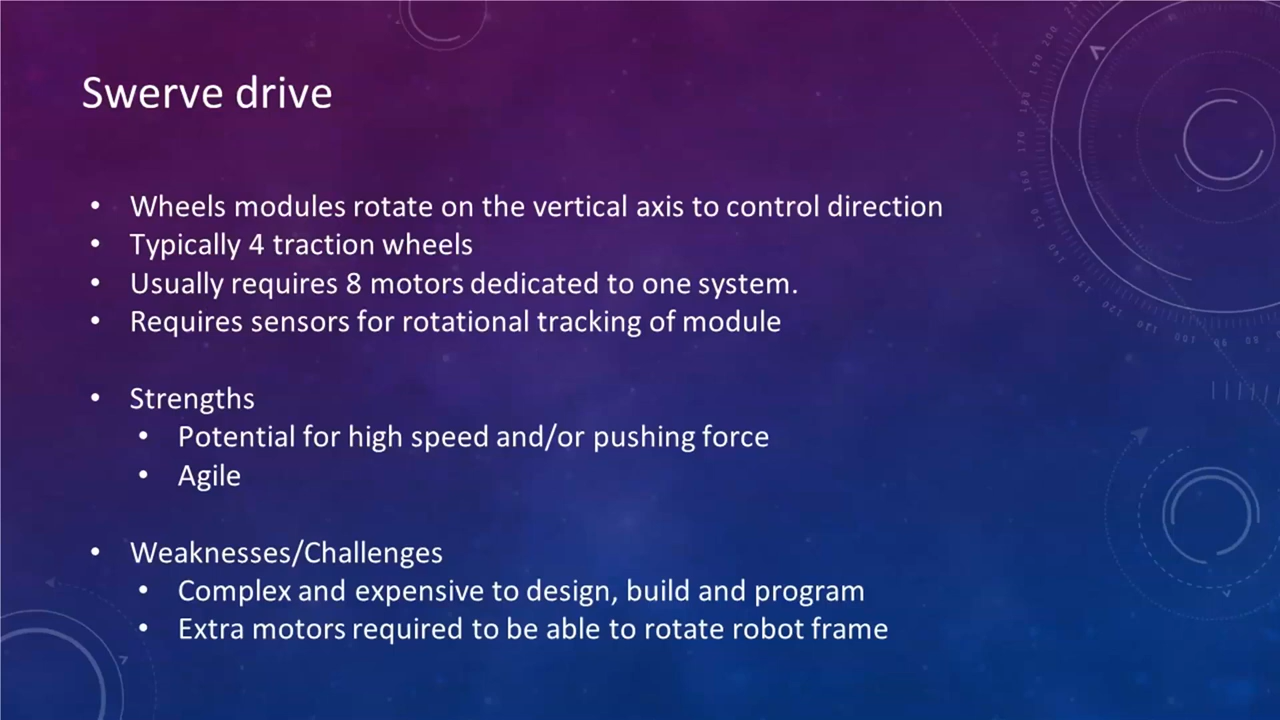 Swerve drive
• Wheels modules rotate on the vertical axis to control direction
• Typically 4 traction wheels
• Usually requires 8 motors dedicated to one system.
• Requires sensors for rotational tracking of module
• Strengths
• Potential for high speed and/or pushing force
• Agile
• Weaknesses/Challenges
• Complex and expensive to design, build and program
• Extra motors required to be able to rotate robot frame